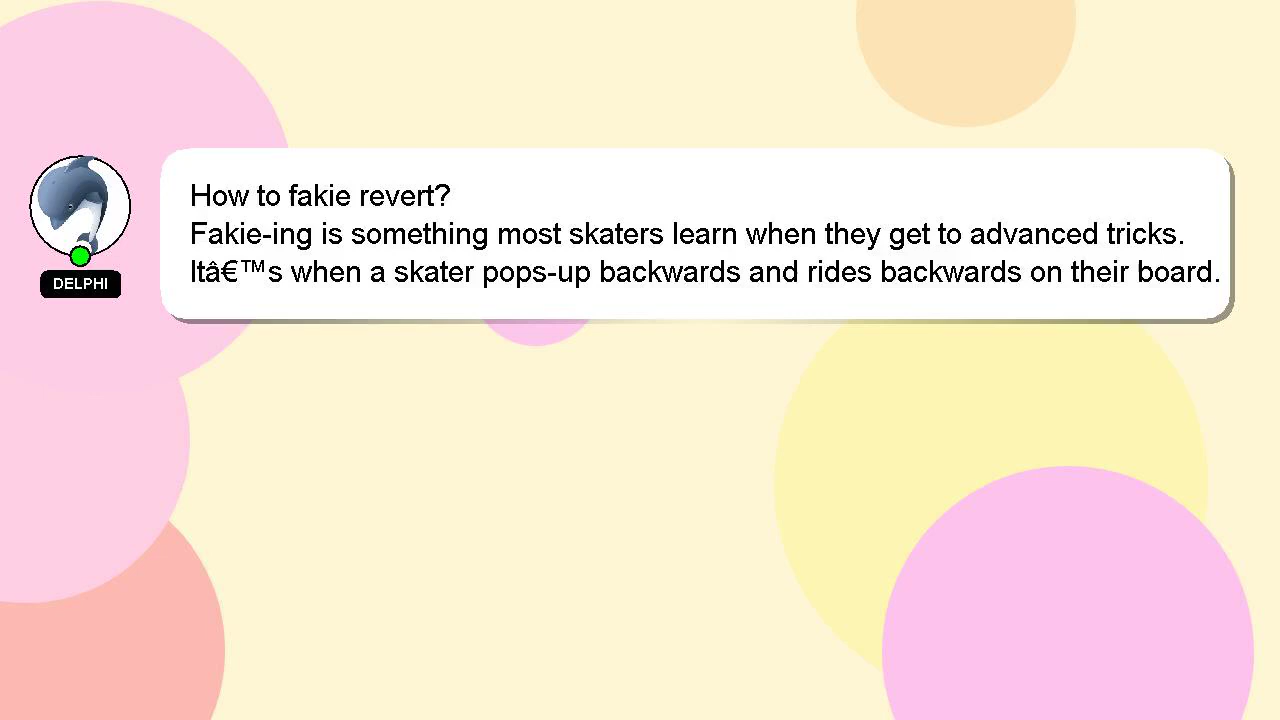 How to fakie revert?
Fakie-ing is something most skaters learn when they get to advanced tricks.
Itâ€™s when a skater pops-up backwards and rides backwards on their board.
DELPHI